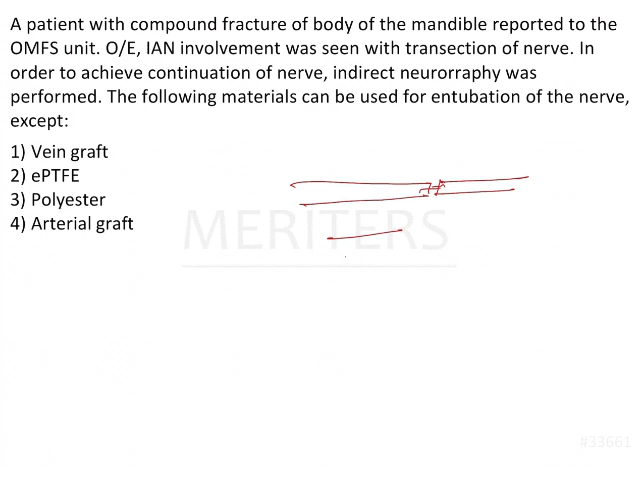 A patient with compound fracture of body of the mandible reported to the
OMFS unit. O/E, IAN involvement was seen with transection of nerve. In
order to achieve continuation of nerve, indirect neurorraphy was
performed. The following materials can be used for entubation of the nerve,
except:
1) Vein graft
2) ePTFE
3) Polyester
4) Arterial graft
MERITERS
#33661